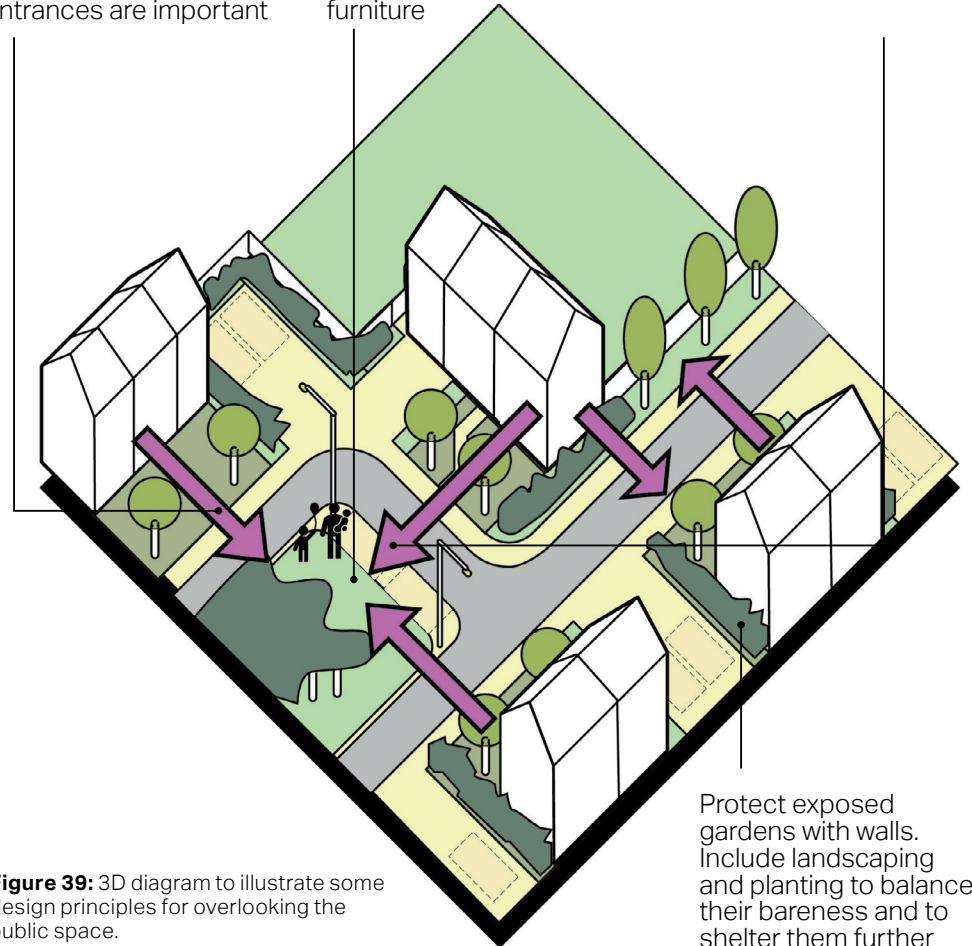 ntrances are important
furniture
Protect exposed
gardens with walls.
Include landscaping
and planting to balance
their bareness and to
shelter them further
igure 39: 3D diagram to illustrate some
design principles for overlooking the
public space.